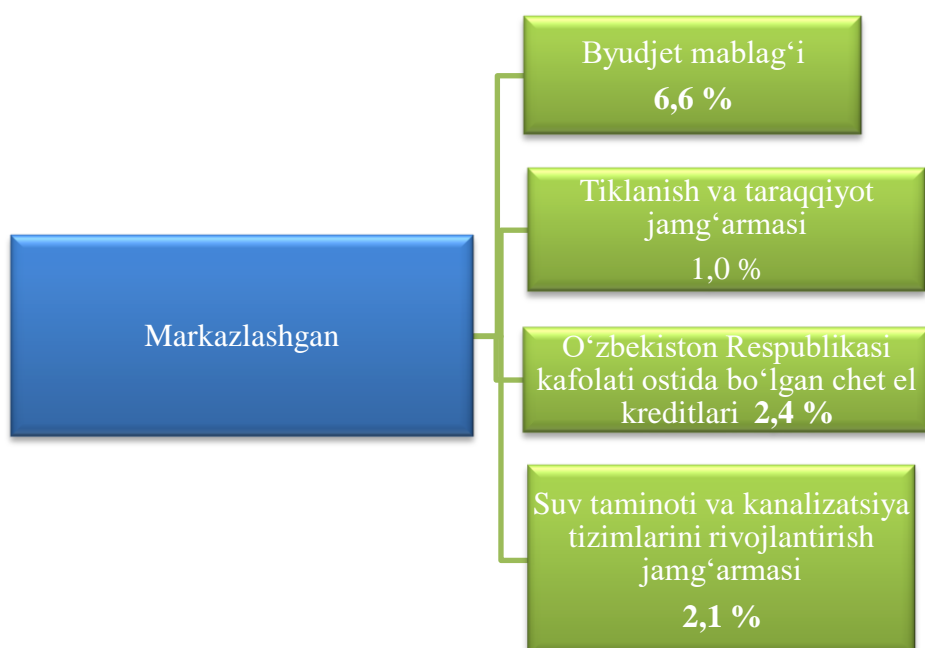 Byudjet mablag‘i
6,6 %
Tiklanish va taraqqiyot
jamg‘armasi
1,0 %
Markazlashgan
O‘zbekiston Respublikasi
kafolati ostida bo‘lgan chet el
kreditlari 2,4 %
Suv taminoti va kanalizatsiya
tizimlarini rivojlantirish
jamg‘armasi
2,1 %